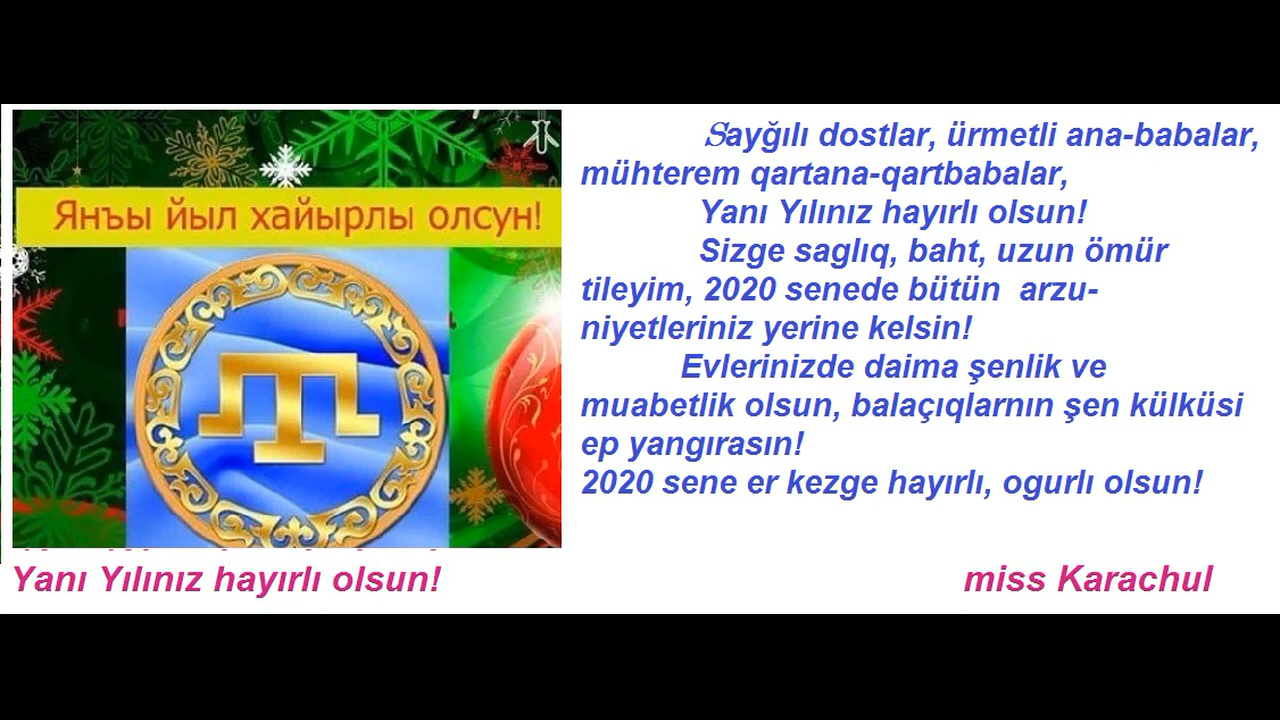 Янъы йыл хайырлы олсун!
Sayğılı dostlar, ürmetli ana-babalar,
mühterem qartana-qartbabalar,
Yanı Yılınız hayırlı olsun!
Sizge saglıq, baht, uzun ömür
tileyim, 2020 senede bütün arzu-
niyetleriniz yerine kelsin!
Evlerinizde daima şenlik ve
muabetlik olsun, balaçıqlarnın şen külküsi
ep yangırasın!
2020 sene er kezge hayırlı, ogurlı olsun!
Yanı Yılınız hayırlı olsun!
miss Karachul